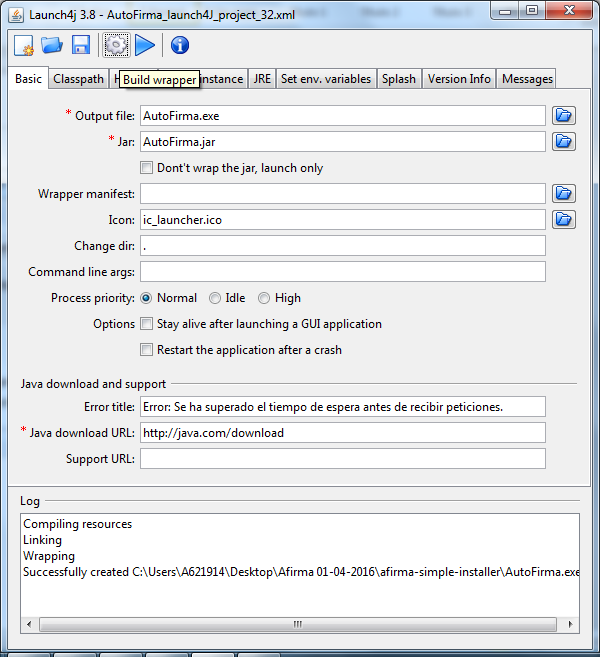 Launch4j 3.8 - AutoFirma_launch4J_project_32.xml
Build wrapper
Basic Classpath H instance JRE Set env. variables Splash Version Info Messages
* Output file: AutoFirma.exe
* Jar: AutoFirma.jar
Dont't wrap the jar, launch only
Wrapper manifest:
Icon: ic_launcher.ico
Change dir: .
Command line args:
Process priority: Normal Idle High
Options Stay alive after launching a GUI application
Restart the application after a crash
Java download and support
Error title: Error: Se ha superado el tiempo de espera antes de recibir peticiones.
* Java download URL: http://java.com/download
Support URL:
Log
Compiling resources
Linking
Wrapping
Successfully created C:\Users\A621914\Desktop\Afirma 01-04-2016\afirma-simple-installer\AutoFirma.exe